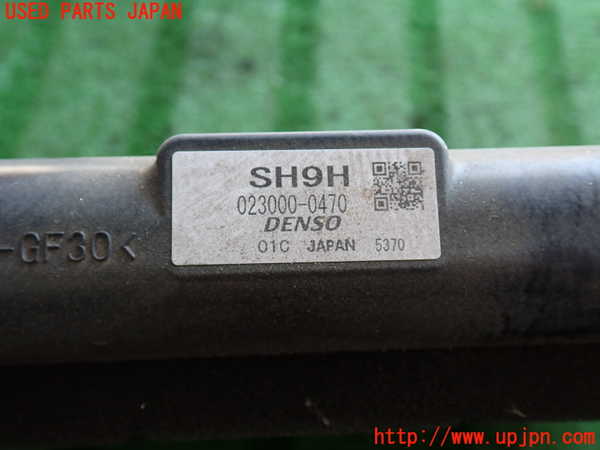 USED PARTS JAPAN
SH9H
023000-0470
DENSO
01C JAPAN 5370
-GF30<
http://www.upjpn.com/